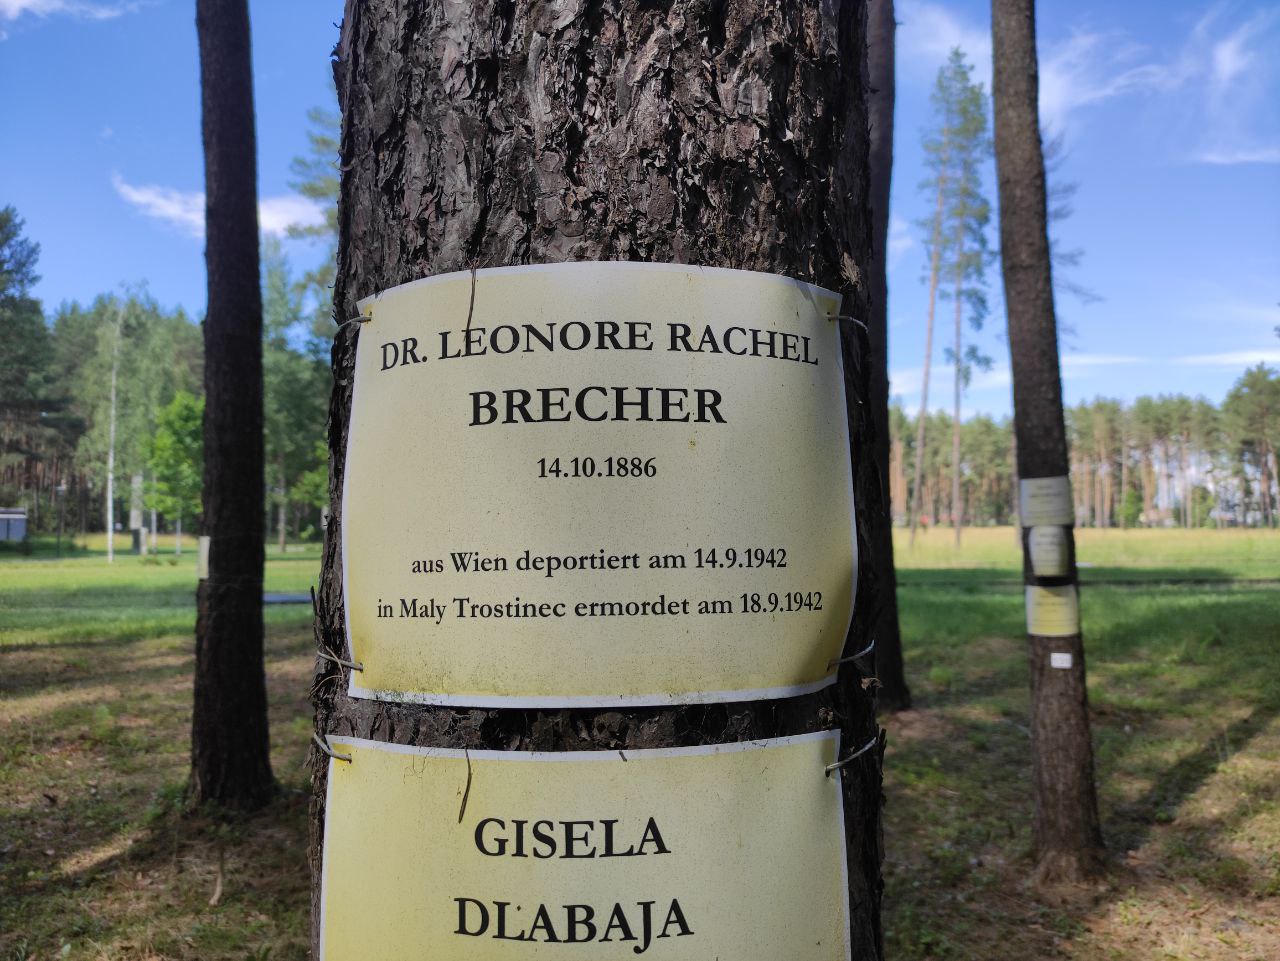 DR. LEONORE RACHEL
BRECHER
14.10.1886
aus Wien deportiert am 14.9.1942
in Maly Trostinec ermordet am 18.9.1942
GISELA
DLABAJA